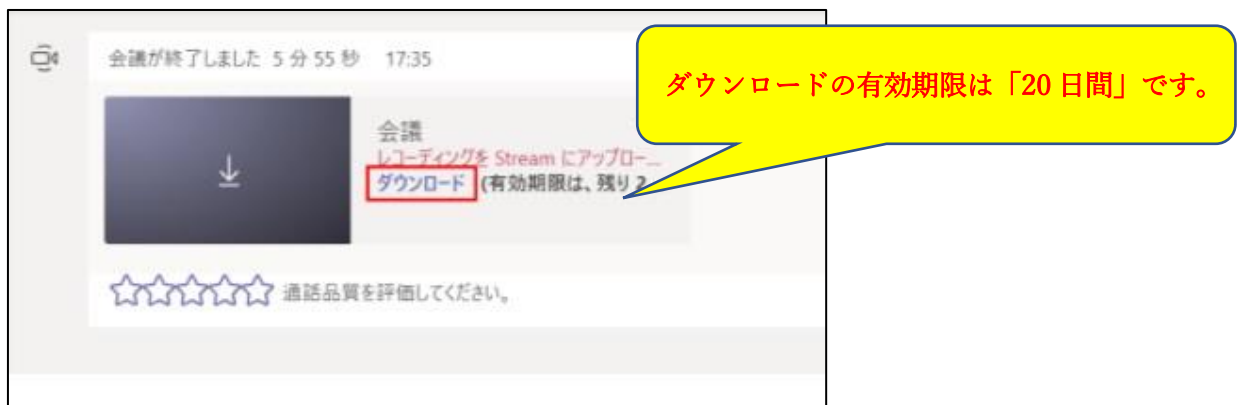 会議が終了しました 5 分 55 秒 17:35
ダウンロードの有効期限は「20 日間」です。
会議
レコーディングを Stream にアップロー...
ダウンロード (有効期限は、残り 2
通話品質を評価してください。